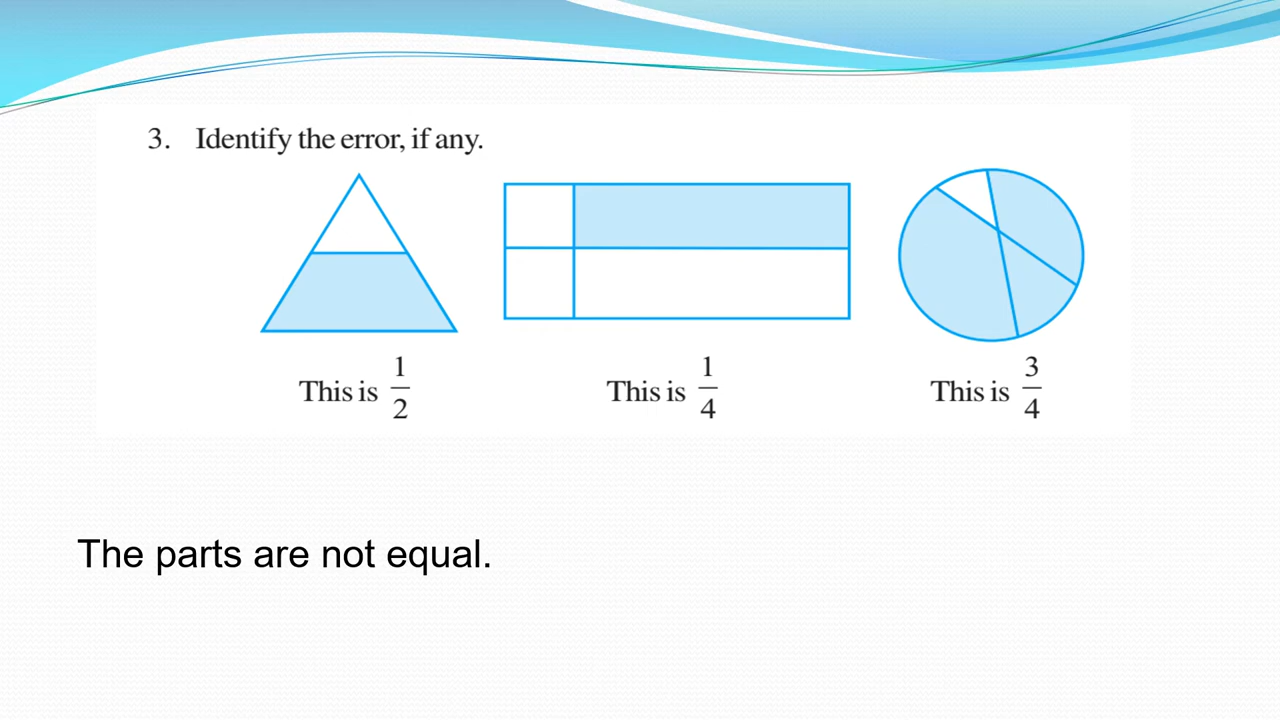 3. Identify the error, if any.
This is 1/2
This is 1/4
This is 3/4
The parts are not equal.